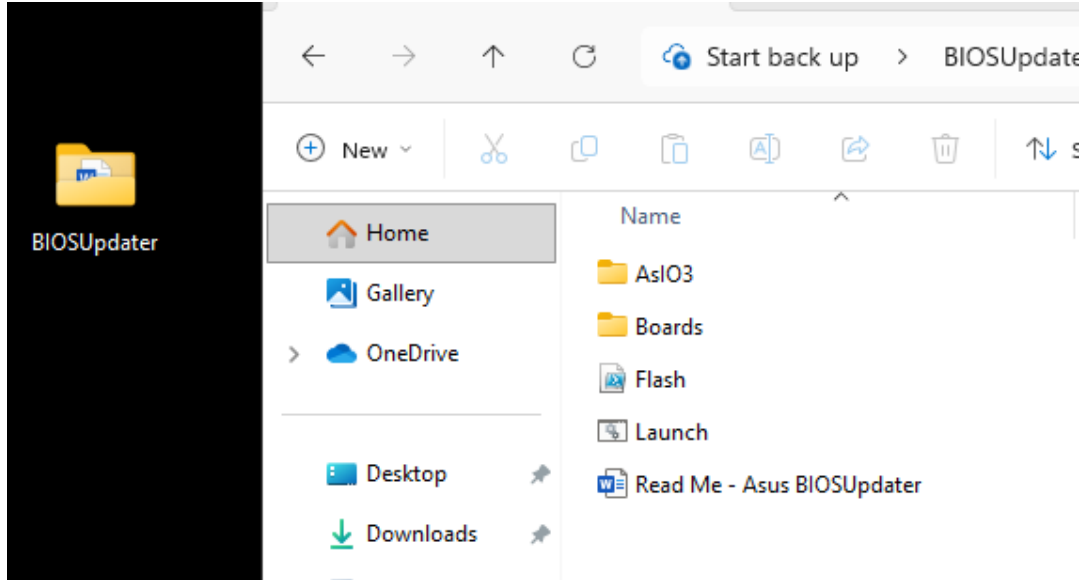 BIOSUpdater
Start back up > BIOSUpdate
New
Home
Gallery
OneDrive
Desktop
Downloads
Name
AsIO3
Boards
Flash
Launch
Read Me - Asus BIOSUpdater